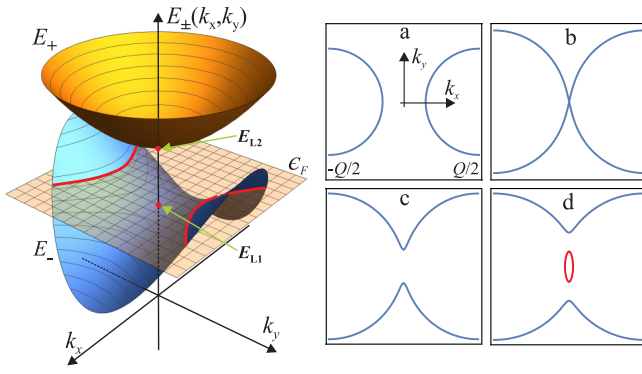 E±(kx,ky)
E+
EL2
ϵF
EL1
E-
kx
ky
a
ky
kx
-Q/2
Q/2
b
c
d